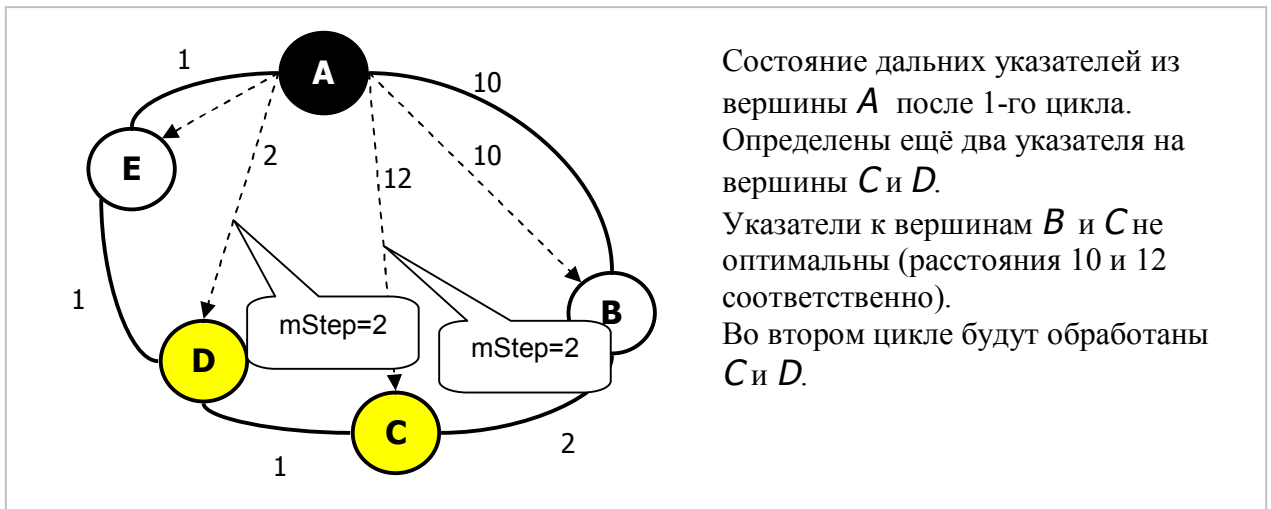 1
A
10
E
2
10
12
1
B
mStep=2
mStep=2
D
C
2
1
Состояние дальних указателей из
вершины A после 1-го цикла.
Определены ещё два указателя на
вершины C и D.
Указатели к вершинам B и C не
оптимальны (расстояния 10 и 12
соответственно).
Во втором цикле будут обработаны
C и D.